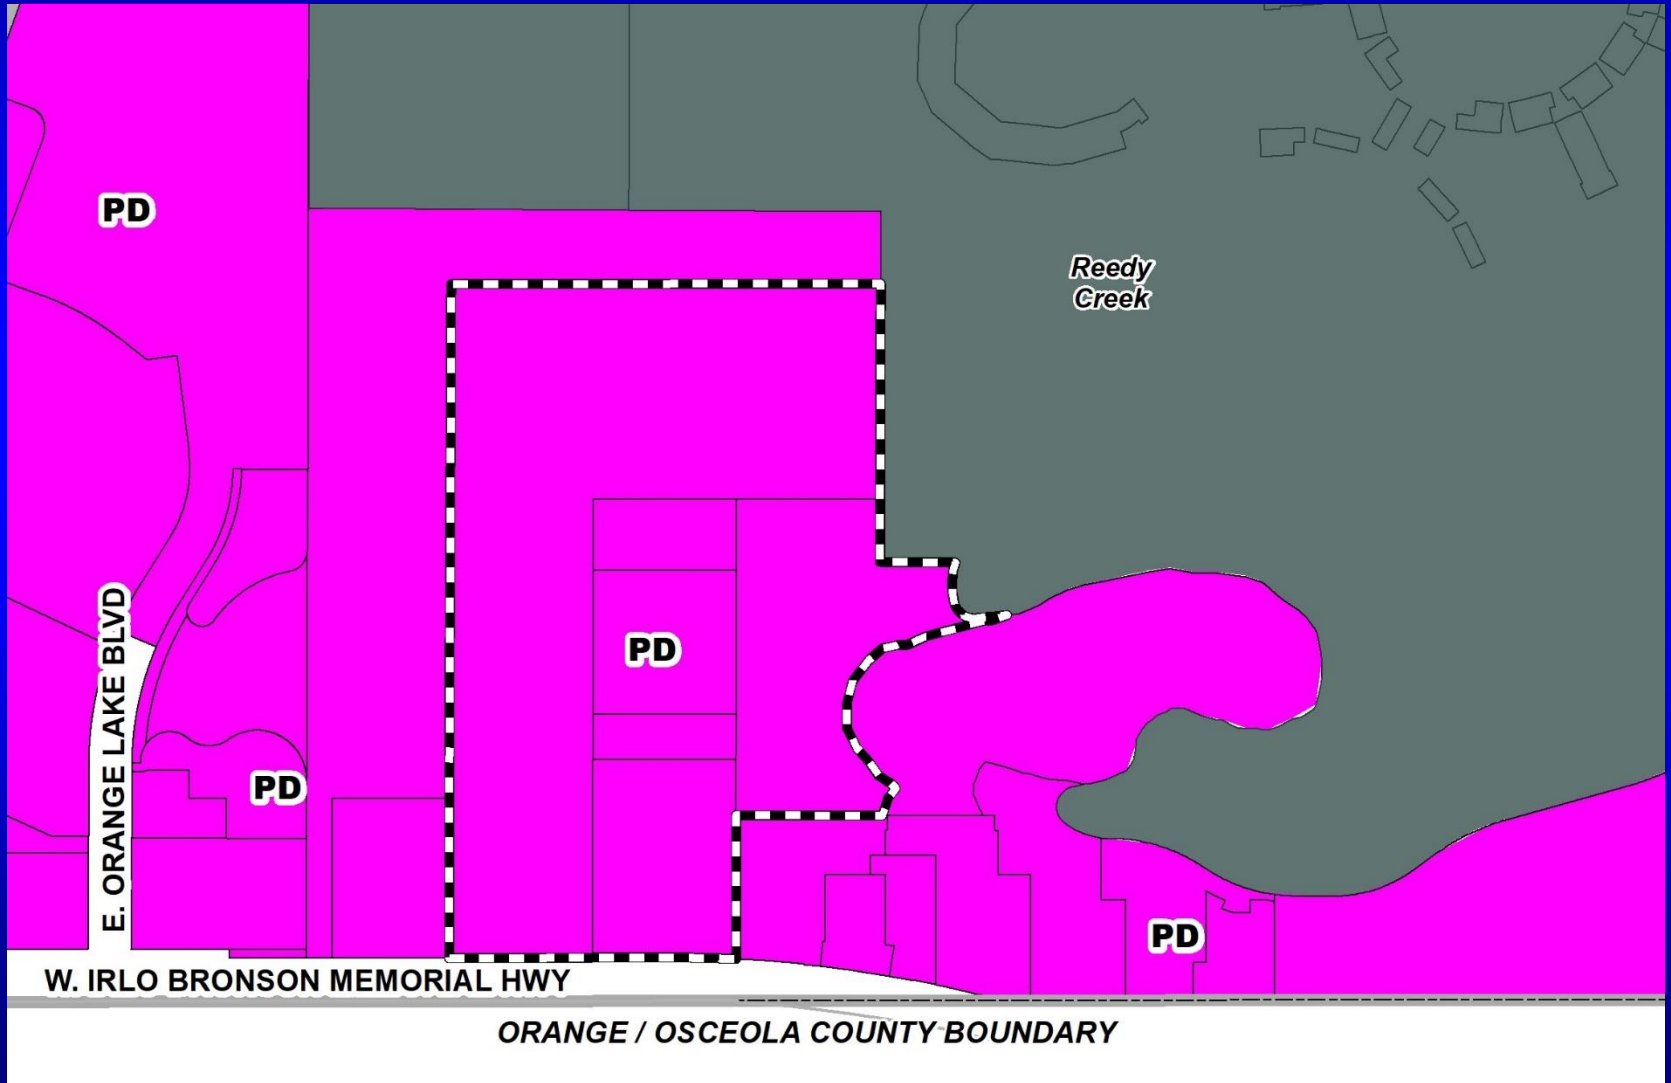 PD
Reedy
Creek
PD
E. ORANGE LAKE BLVD
PD
PD
W. IRLO BRONSON MEMORIAL HWY
ORANGE / OSCEOLA COUNTY BOUNDARY